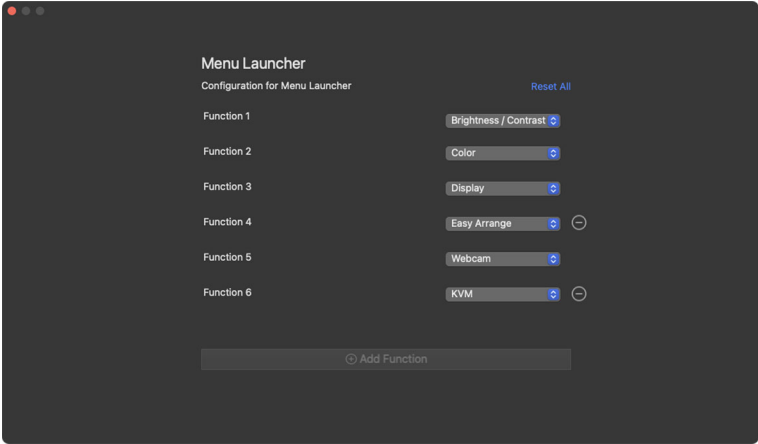 Menu Launcher
Configuration for Menu Launcher Reset All
Function 1 Brightness / Contrast
Function 2 Color
Function 3 Display
Function 4 Easy Arrange
Function 5 Webcam
Function 6 KVM
Add Function